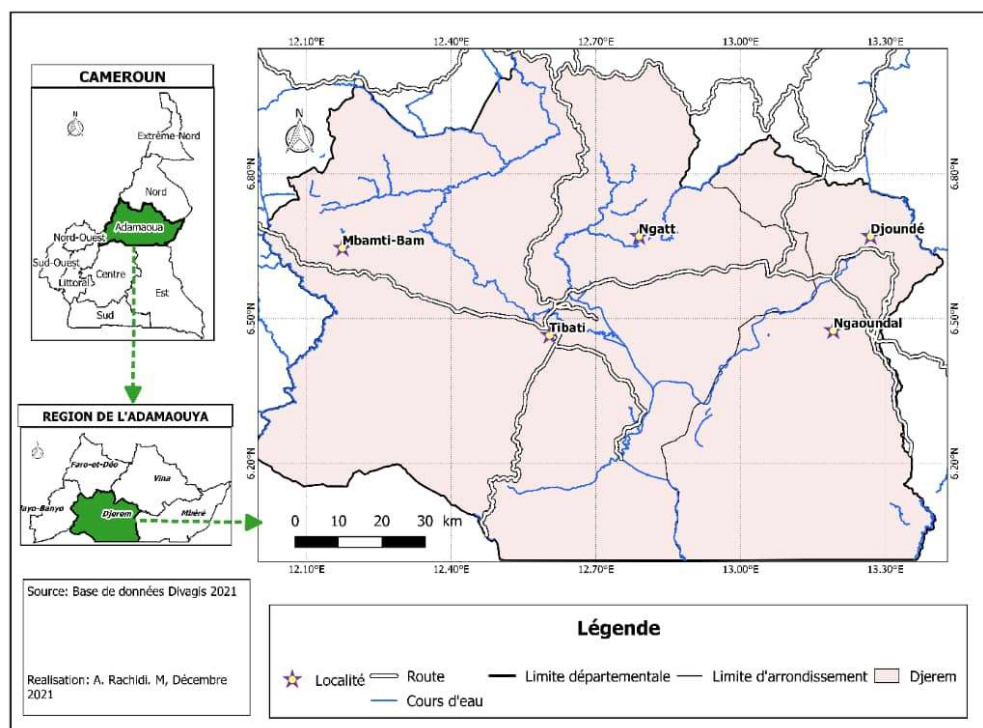 CAMEROUN
N
Extrême-Nord
Nord
Adamaoua
Nord-Ouest
Sud-Ouest
Centre
Littoral
Est
Sud
REGION DE L'ADAMAOUYA
Faro-et-Déo
Vina
Mayo-Banyo
Djerem
Mbéré
Source: Base de données Divagis 2021
Realisation: A. Rachidi. M, Décembre
2021
12.10°E 12.40°E 12.70°E 13.00°E 13.30°E
N
6.80°N 6.80°N
Mbamti-Bam
Ngatt
Djoundé
6.50°N 6.50°N
Tibati
Ngaoundal
6.20°N 6.20°N
0 10 20 30 km
12.10°E 12.40°E 12.70°E 13.00°E 13.30°E
Légende
Localité Route Limite départementale Limite d'arrondissement Djerem
Cours d'eau